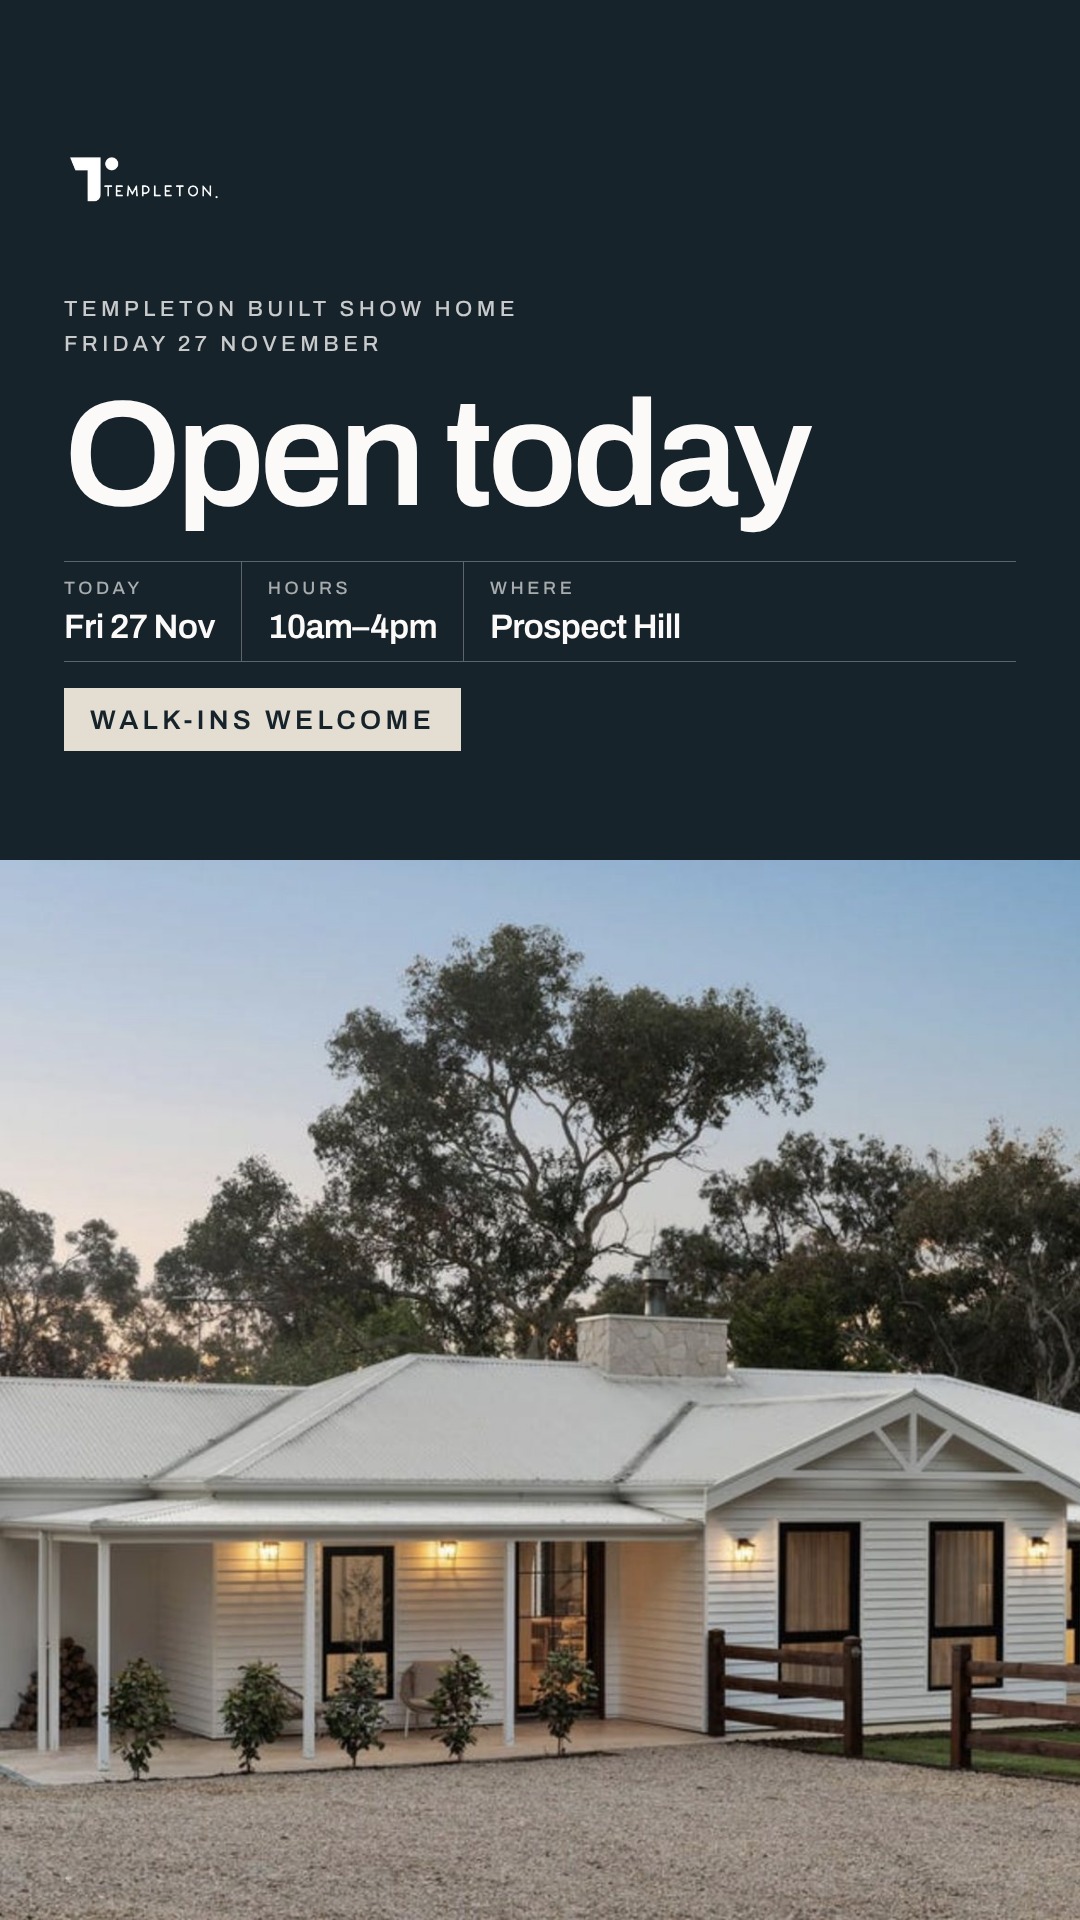 TEMPLETON.
TEMPLETON BUILT SHOW HOME
FRIDAY 27 NOVEMBER
Open today
TODAY
Fri 27 Nov
HOURS
10am–4pm
WHERE
Prospect Hill
WALK-INS WELCOME